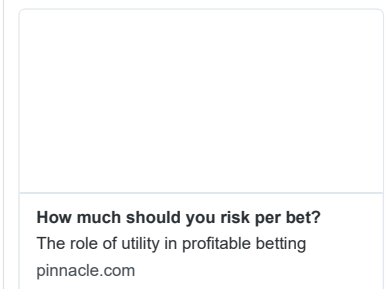 How much should you risk per bet?
The role of utility in profitable betting
pinnacle.com